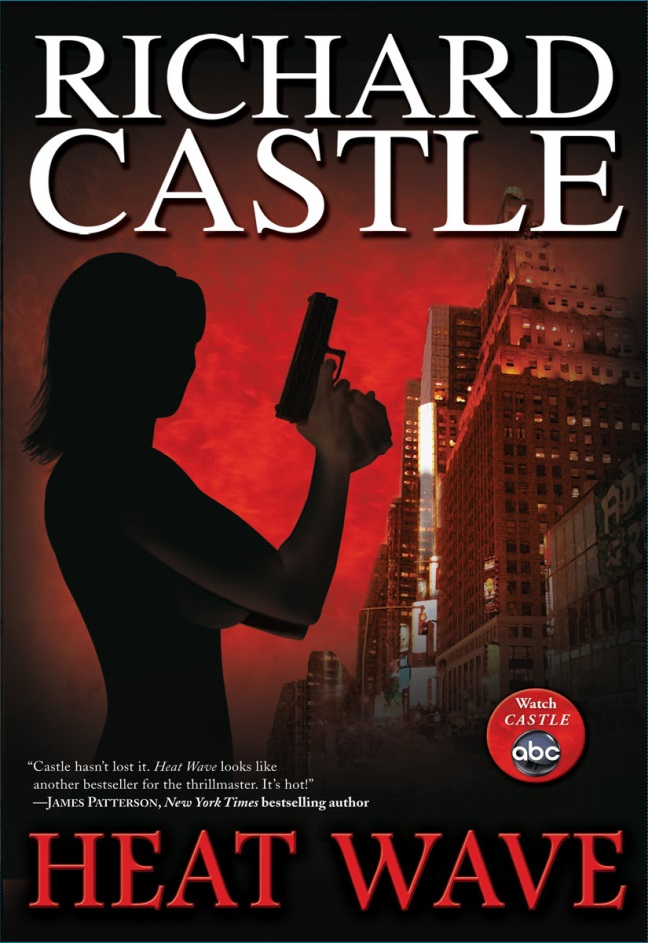 RICHARD
CASTLE
Watch
CASTLE
abc
“Castle hasn’t lost it. Heat Wave looks like
another bestseller for the thrillmaster. It’s hot!”
—JAMES PATTERSON, New York Times bestselling author
HEAT WAVE